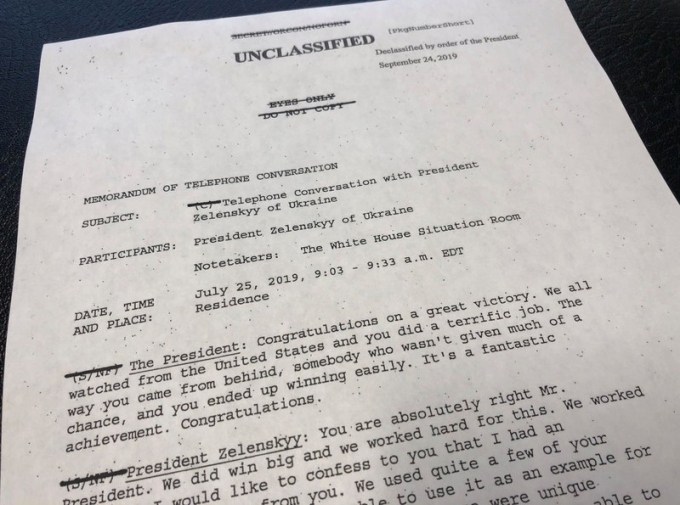 SECRET//ORCON/NOFORN
[PkgNumberShort]
UNCLASSIFIED
Declassified by order of the President
September 24, 2019
EYES ONLY
DO NOT COPY
MEMORANDUM OF TELEPHONE CONVERSATION
SUBJECT: (C) Telephone Conversation with President
Zelenskyy of Ukraine
PARTICIPANTS: President Zelenskyy of Ukraine
Notetakers: The White House Situation Room
DATE, TIME July 25, 2019, 9:03 - 9:33 a.m. EDT
AND PLACE: Residence
(S/NF) The President: Congratulations on a great victory. We all
watched from the United States and you did a terrific job. The
way you came from behind, somebody who wasn't given much of a
chance, and you ended up winning easily. It's a fantastic
achievement. Congratulations.
(S/NF) President Zelenskyy: You are absolutely right Mr.
President. We did win big and we worked hard for this. We worked
I would like to confess to you that I had an
from you. We used quite a few of your
to use it as an example for
were unique
to